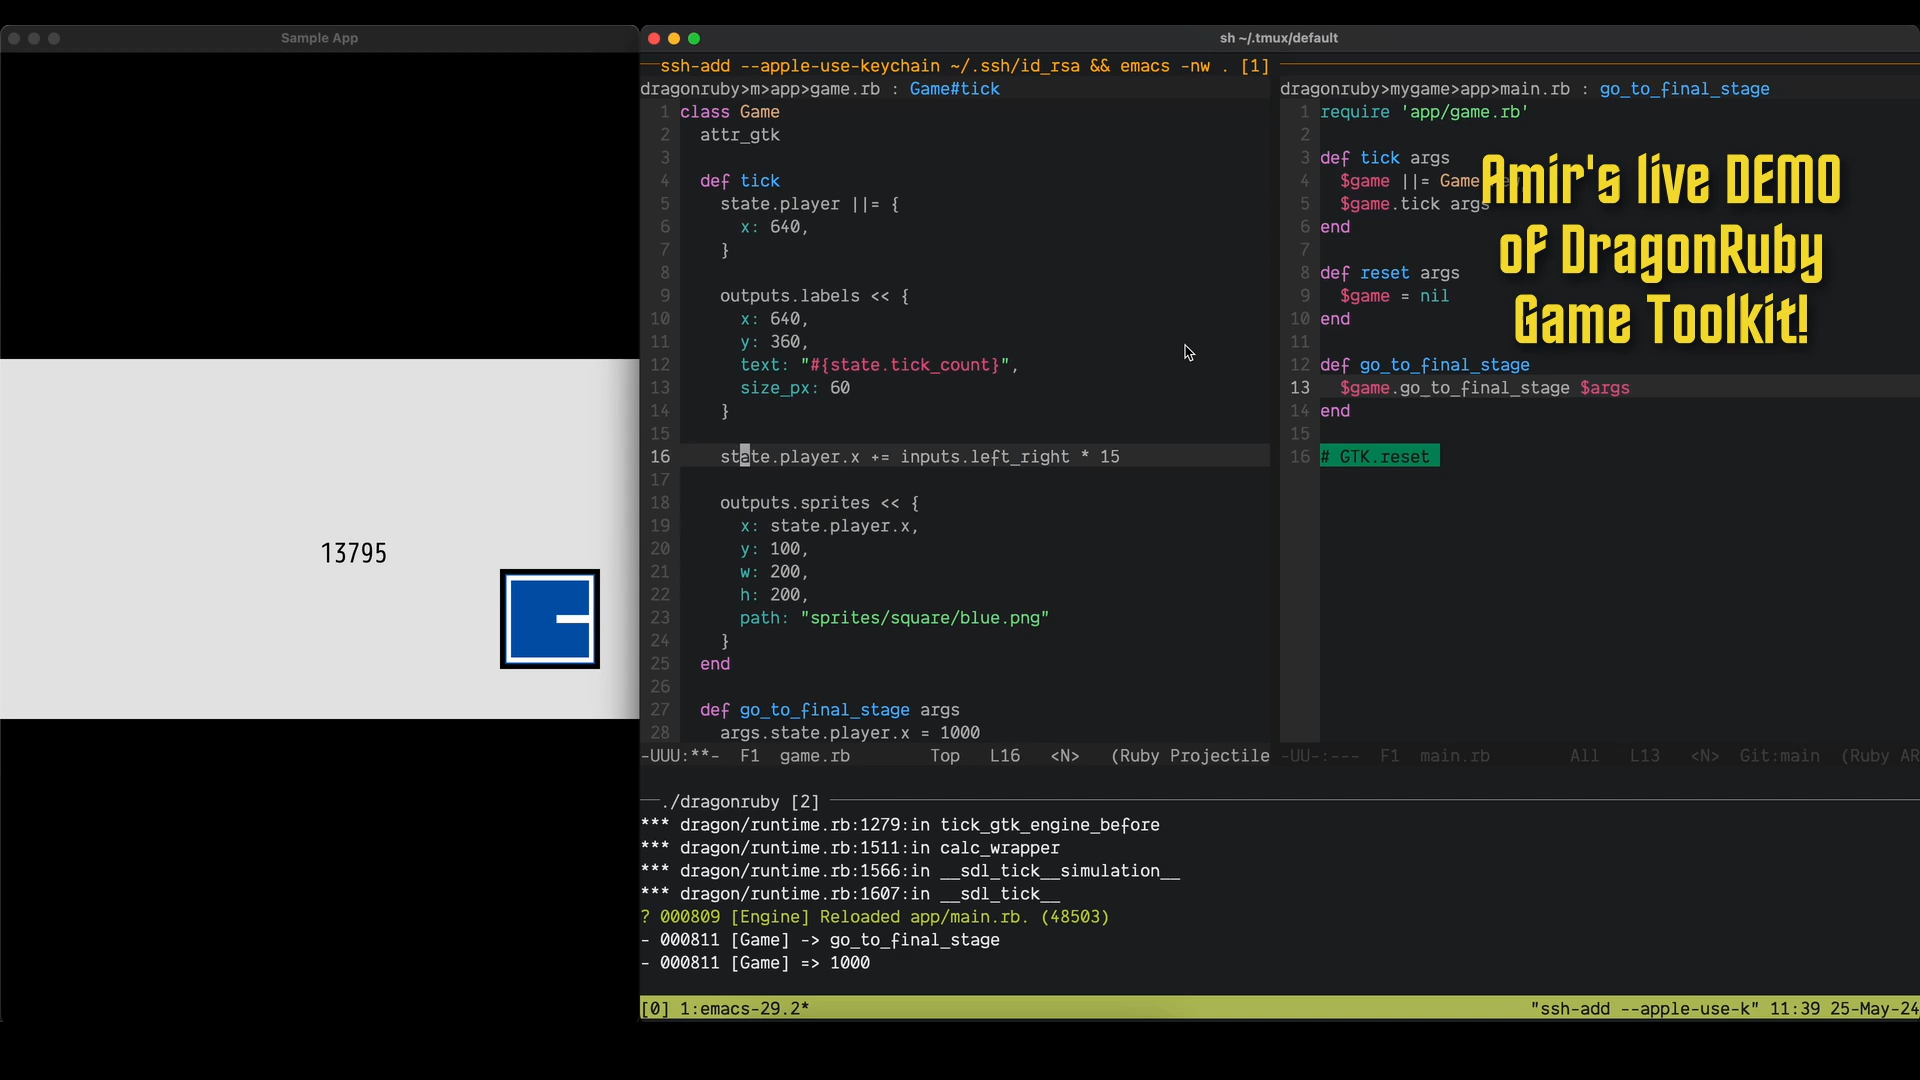 Sample App
13795
sh ~/.tmux/default
ssh-add --apple-use-keychain ~/.ssh/id_rsa && emacs -nw . [1]
dragonruby>m>app>game.rb : Game#tick
1 class Game
2 attr_gtk
3
4 def tick
5 state.player ||= {
6 x: 640,
7 }
8
9 outputs.labels << {
10 x: 640,
11 y: 360,
12 text: "#{state.tick_count}",
13 size_px: 60
14 }
15
16 state.player.x += inputs.left_right * 15
17
18 outputs.sprites << {
19 x: state.player.x,
20 y: 100,
21 w: 200,
22 h: 200,
23 path: "sprites/square/blue.png"
24 }
25 end
26
27 def go_to_final_stage args
28 args.state.player.x = 1000
-UUU:**- F1 game.rb Top L16 <N> (Ruby Projectile
dragonruby>mygame>app>main.rb : go_to_final_stage
1 require 'app/game.rb'
2
3 def tick args
4 $game ||= Game
5 $game.tick args
6 end
7
8 def reset args
9 $game = nil
10 end
11
12 def go_to_final_stage
13 $game.go_to_final_stage $args
14 end
15
16 # GTK.reset
-UU-:--- F1 main.rb All L13 <N> Git:main (Ruby AR
Amir's live DEMO
of DragonRuby
Game Toolkit!
./dragonruby [2]
*** dragon/runtime.rb:1279:in tick_gtk_engine_before
*** dragon/runtime.rb:1511:in calc_wrapper
*** dragon/runtime.rb:1566:in __sdl_tick__simulation__
*** dragon/runtime.rb:1607:in __sdl_tick__
? 000809 [Engine] Reloaded app/main.rb. (48503)
- 000811 [Game] -> go_to_final_stage
- 000811 [Game] => 1000
[0] 1:emacs-29.2* "ssh-add --apple-use-k" 11:39 25-May-24